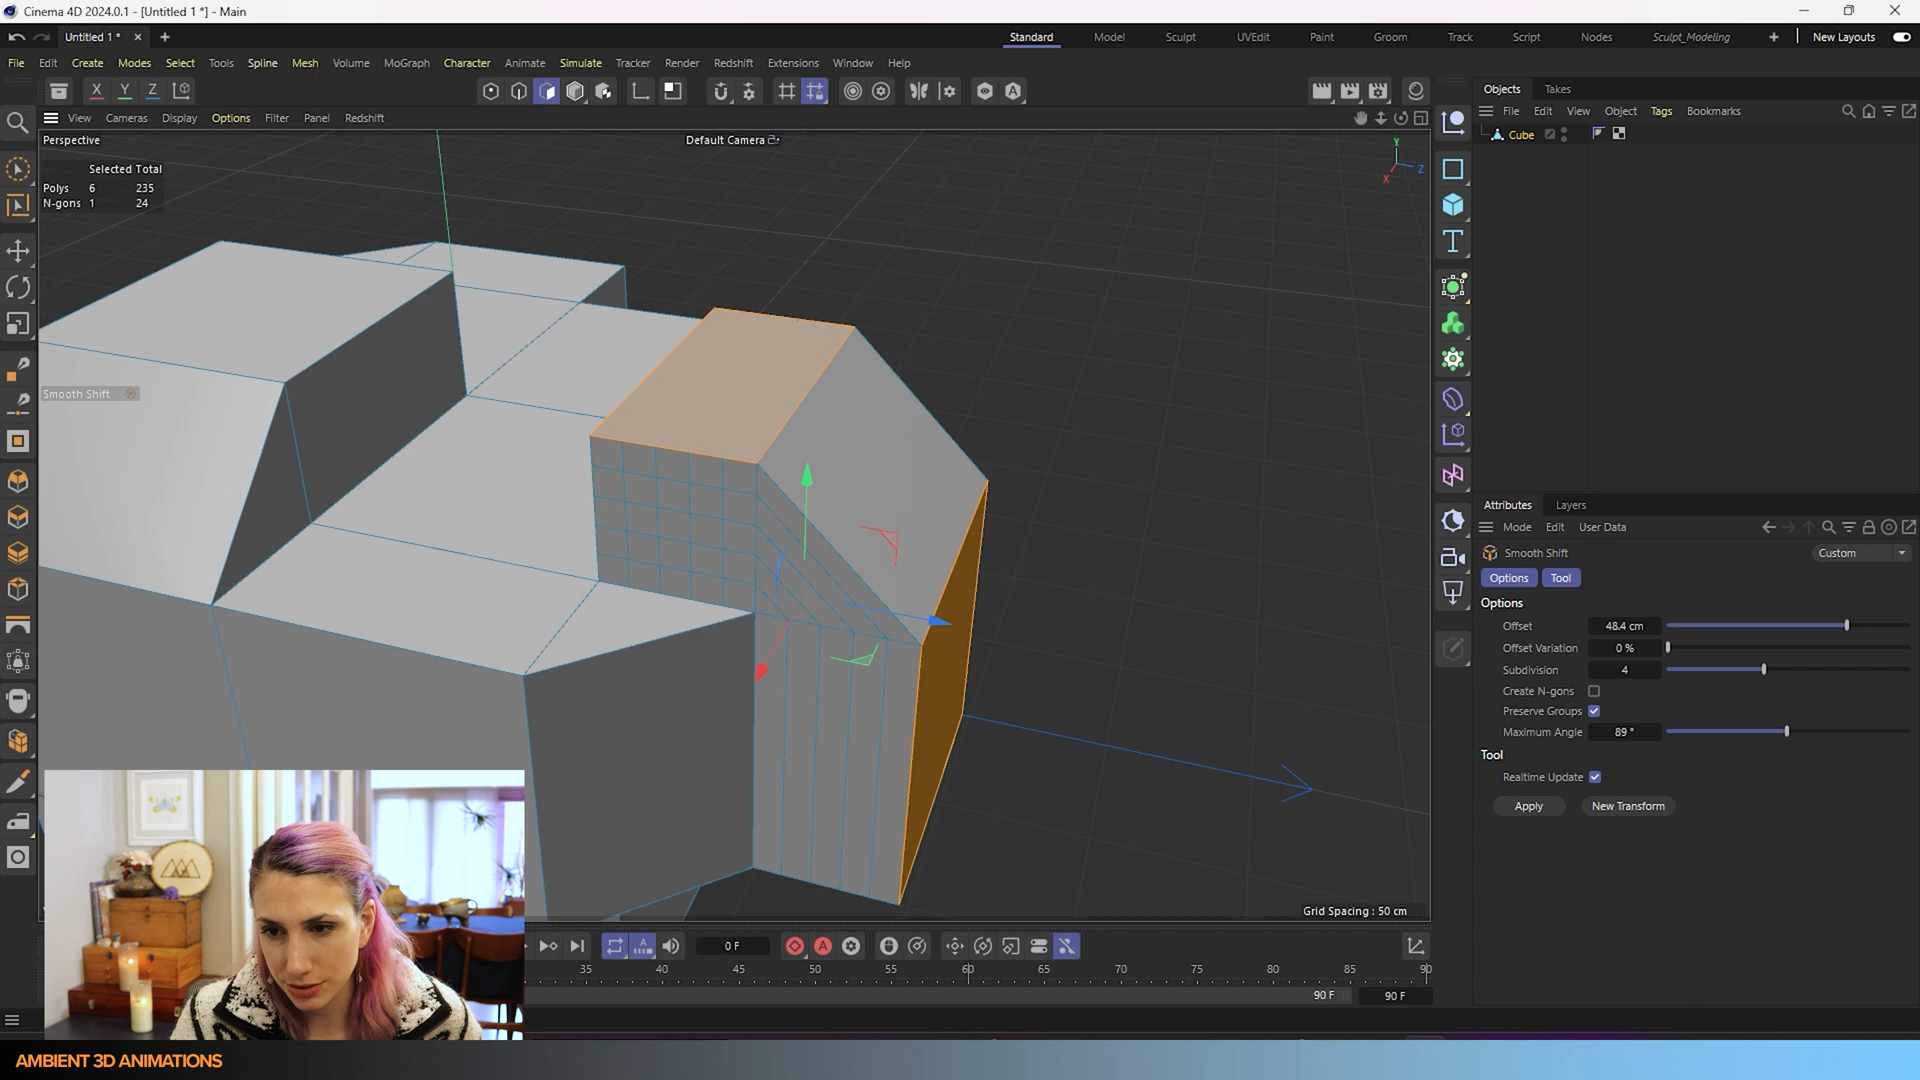 Cinema 4D 2024.0.1 - [Untitled 1 *] - Main
Untitled 1 *
Standard Model Sculpt UVEdit Paint Groom Track Script Nodes Sculpt_Modeling New Layouts
File Edit Create Modes Select Tools Spline Mesh Volume MoGraph Character Animate Simulate Tracker Render Redshift Extensions Window Help
X Y Z
View Cameras Display Options Filter Panel Redshift
Perspective
Default Camera
Selected Total
Polys 6 235
N-gons 1 24
Smooth Shift
Y
Z
X
Grid Spacing : 50 cm
Objects Takes
File Edit View Object Tags Bookmarks
Cube
Attributes Layers
Mode Edit User Data
Smooth Shift Custom
Options Tool
Options
Offset 48.4 cm
Offset Variation 0 %
Subdivision 4
Create N-gons
Preserve Groups
Maximum Angle 89 °
Tool
Realtime Update
Apply New Transform
0 F
35 40 45 50 55 60 65 70 75 80 85 90
90 F 90 F
AMBIENT 3D ANIMATIONS